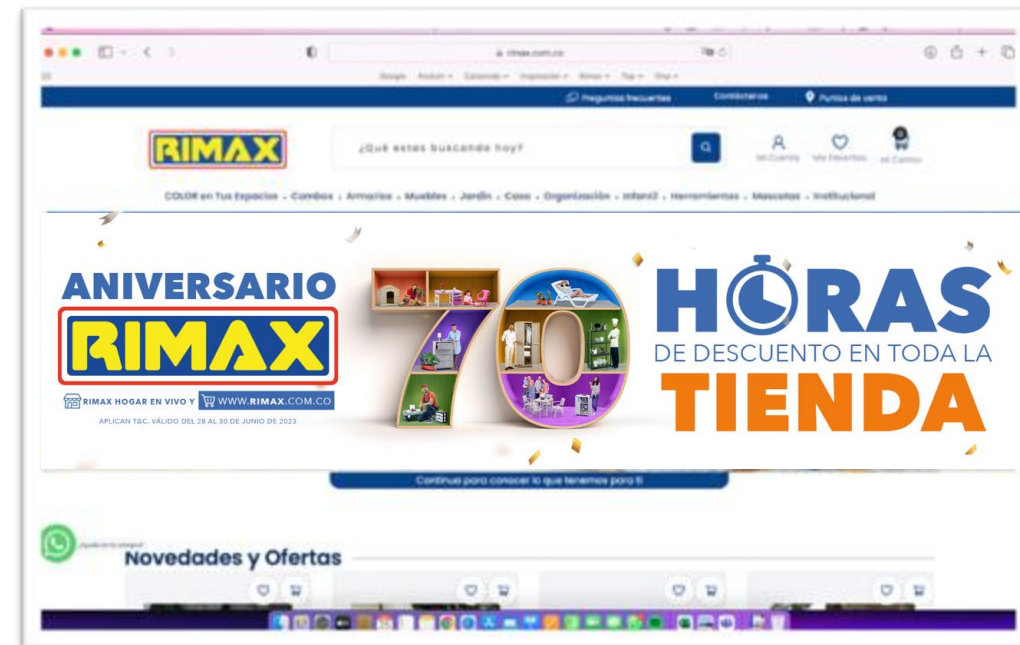 rimax.com.co
Preguntas frecuentes Contáctenos Puntos de venta
RIMAX
¿Qué estas buscando hoy?
Mi Cuenta Mis Favoritos Mi Carrito
0
COLOR en Tus Espacios Combos Armarios Muebles Jardín Casa Organización Infantil Herramientas Mascotas Institucional
ANIVERSARIO
RIMAX
RIMAX HOGAR EN VIVO Y WWW.RIMAX.COM.CO
APLICAN T&C. VÁLIDO DEL 28 AL 30 DE JUNIO DE 2023
70
HORAS
DE DESCUENTO EN TODA LA
TIENDA
Continua para conocer lo que tenemos para ti
Novedades y Ofertas